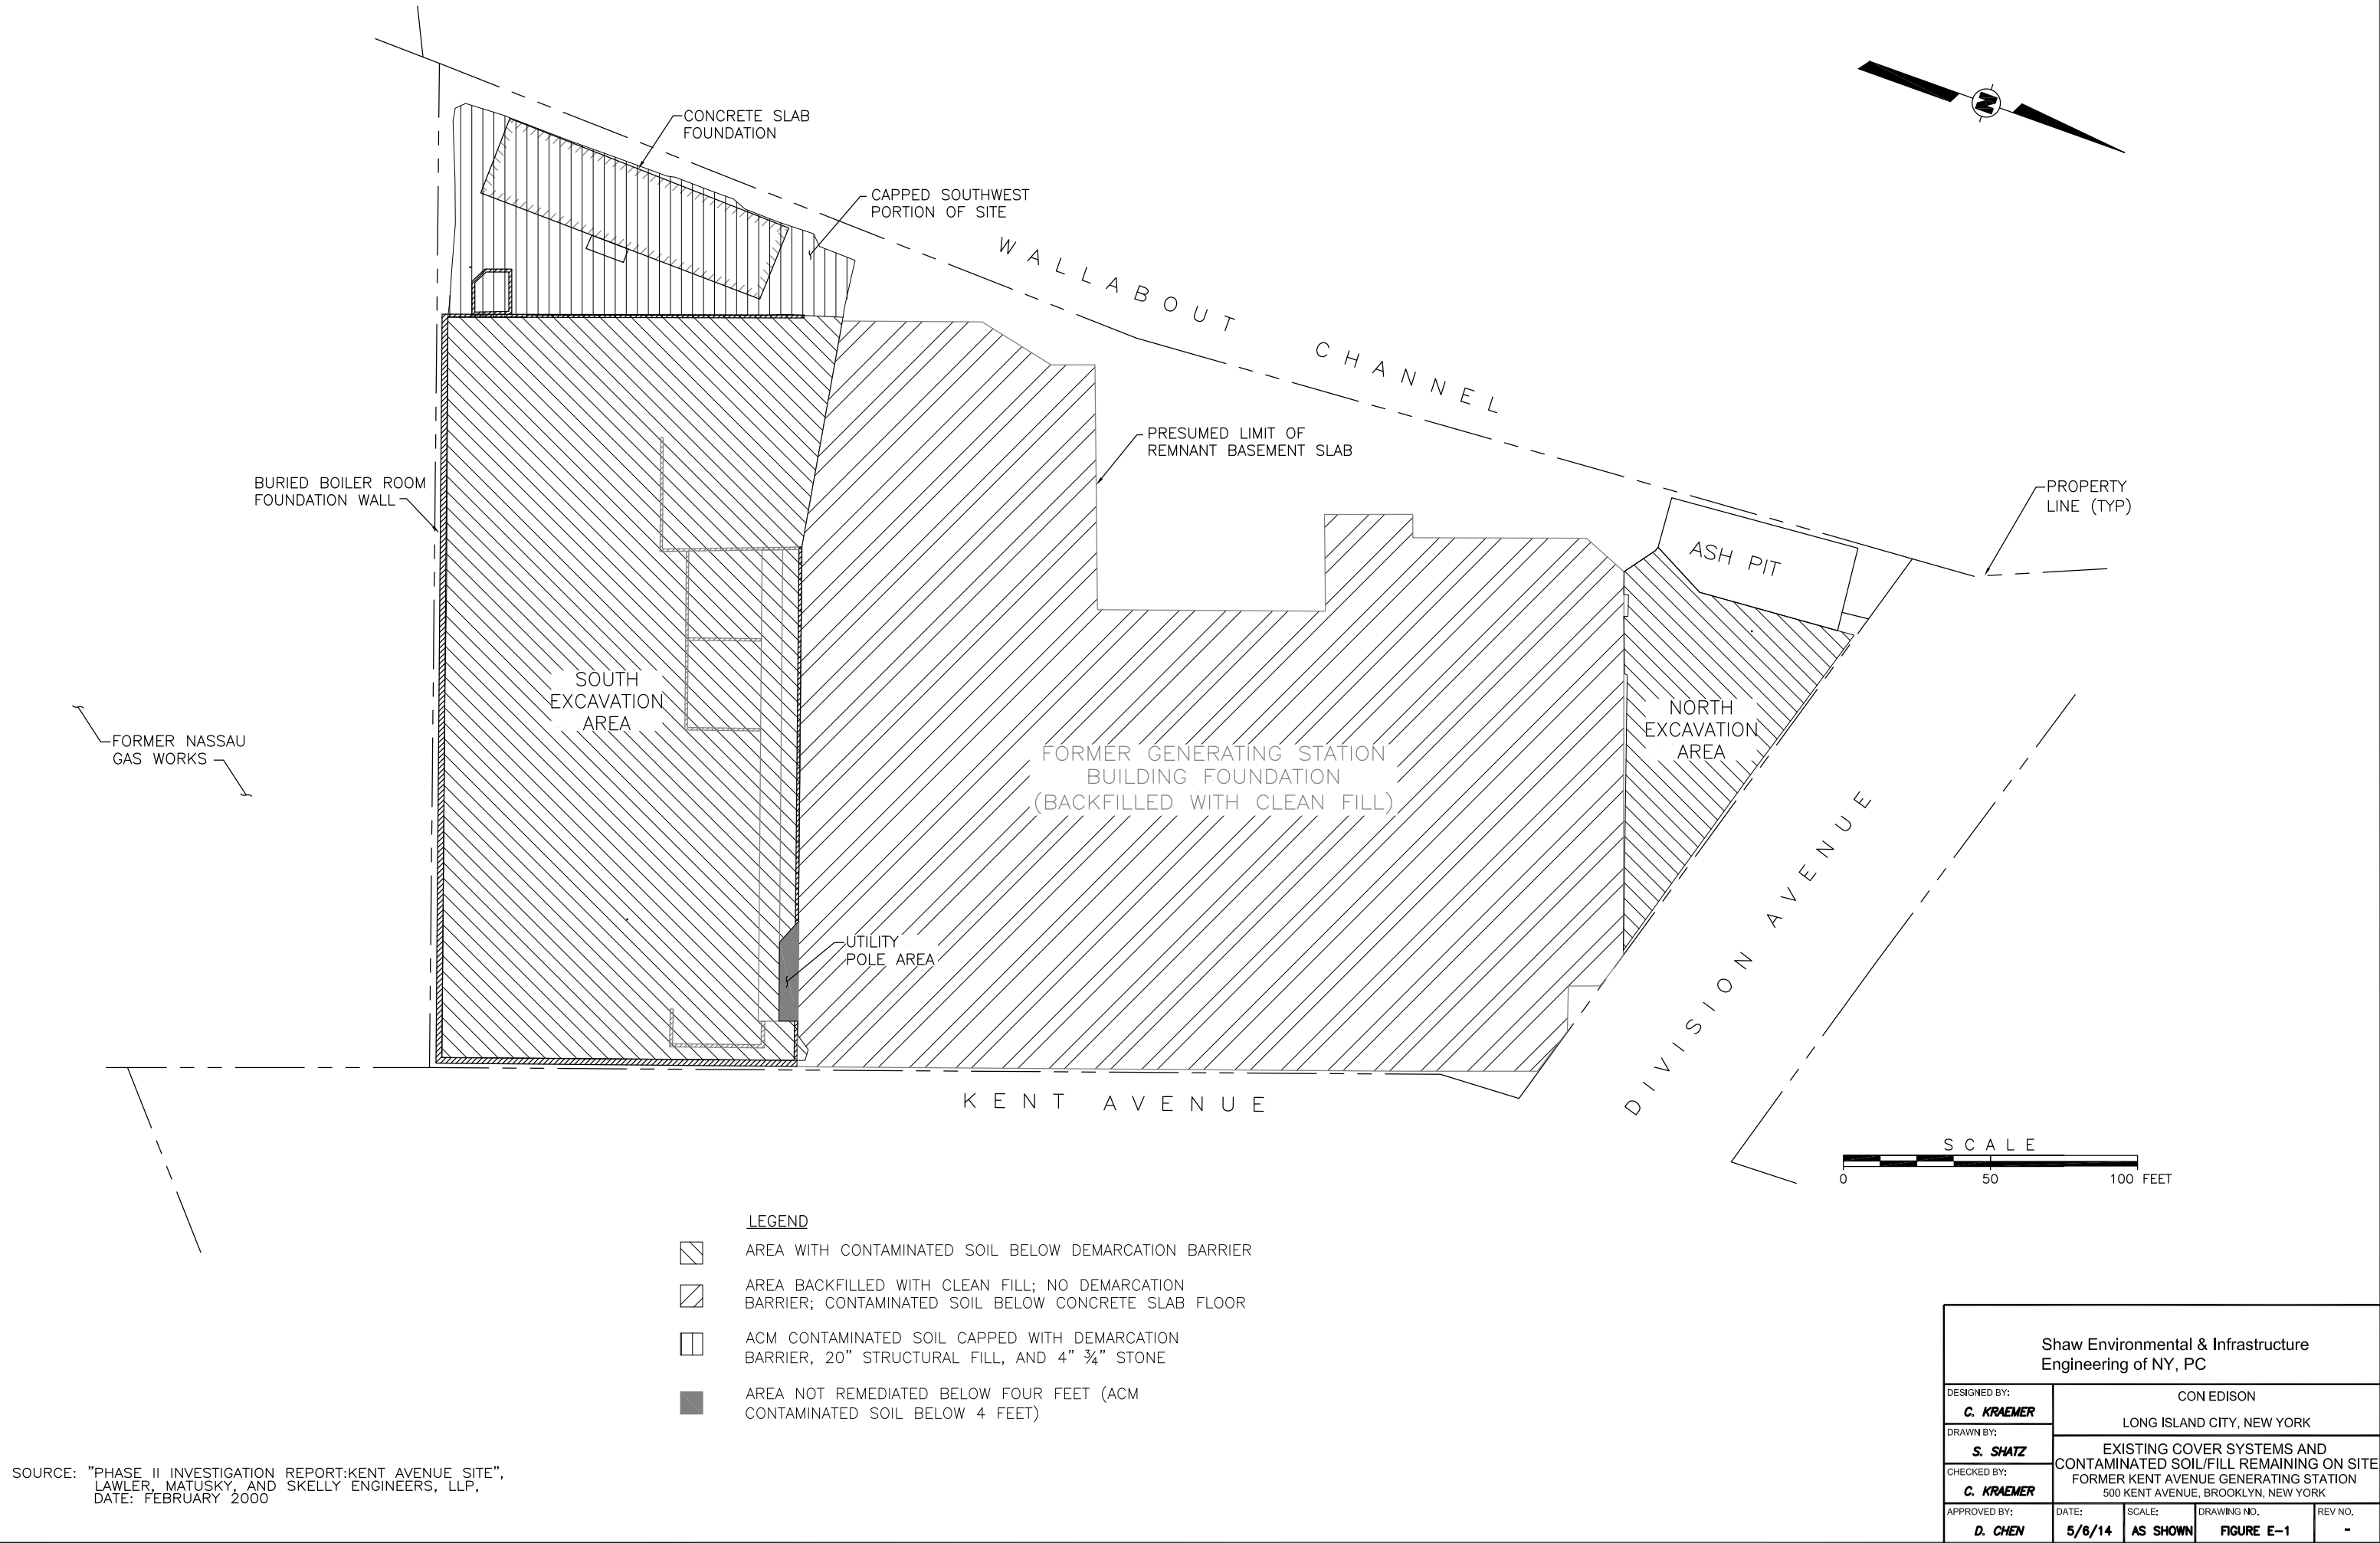 CONCRETE SLAB
FOUNDATION
CAPPED SOUTHWEST
PORTION OF SITE
N
WALLABOUT CHANNEL
PRESUMED LIMIT OF
REMNANT BASEMENT SLAB
BURIED BOILER ROOM
FOUNDATION WALL
PROPERTY
LINE (TYP)
ASH PIT
SOUTH
EXCAVATION
AREA
NORTH
EXCAVATION
AREA
FORMER NASSAU
GAS WORKS
FORMER GENERATING STATION
BUILDING FOUNDATION
(BACKFILLED WITH CLEAN FILL)
UTILITY
POLE AREA
DIVISION AVENUE
KENT AVENUE
SCALE
0 50 100 FEET
LEGEND
AREA WITH CONTAMINATED SOIL BELOW DEMARCATION BARRIER
AREA BACKFILLED WITH CLEAN FILL; NO DEMARCATION
BARRIER; CONTAMINATED SOIL BELOW CONCRETE SLAB FLOOR
ACM CONTAMINATED SOIL CAPPED WITH DEMARCATION
BARRIER, 20" STRUCTURAL FILL, AND 4" ¾" STONE
AREA NOT REMEDIATED BELOW FOUR FEET (ACM
CONTAMINATED SOIL BELOW 4 FEET)
SOURCE: "PHASE II INVESTIGATION REPORT:KENT AVENUE SITE",
LAWLER, MATUSKY, AND SKELLY ENGINEERS, LLP,
DATE: FEBRUARY 2000
Shaw Environmental & Infrastructure
Engineering of NY, PC
DESIGNED BY:
C. KRAEMER
CON EDISON
LONG ISLAND CITY, NEW YORK
DRAWN BY:
S. SHATZ
EXISTING COVER SYSTEMS AND
CONTAMINATED SOIL/FILL REMAINING ON SITE
FORMER KENT AVENUE GENERATING STATION
500 KENT AVENUE, BROOKLYN, NEW YORK
CHECKED BY:
C. KRAEMER
APPROVED BY:
D. CHEN
DATE:
5/6/14
SCALE:
AS SHOWN
DRAWING NO.
FIGURE E-1
REV NO.
-